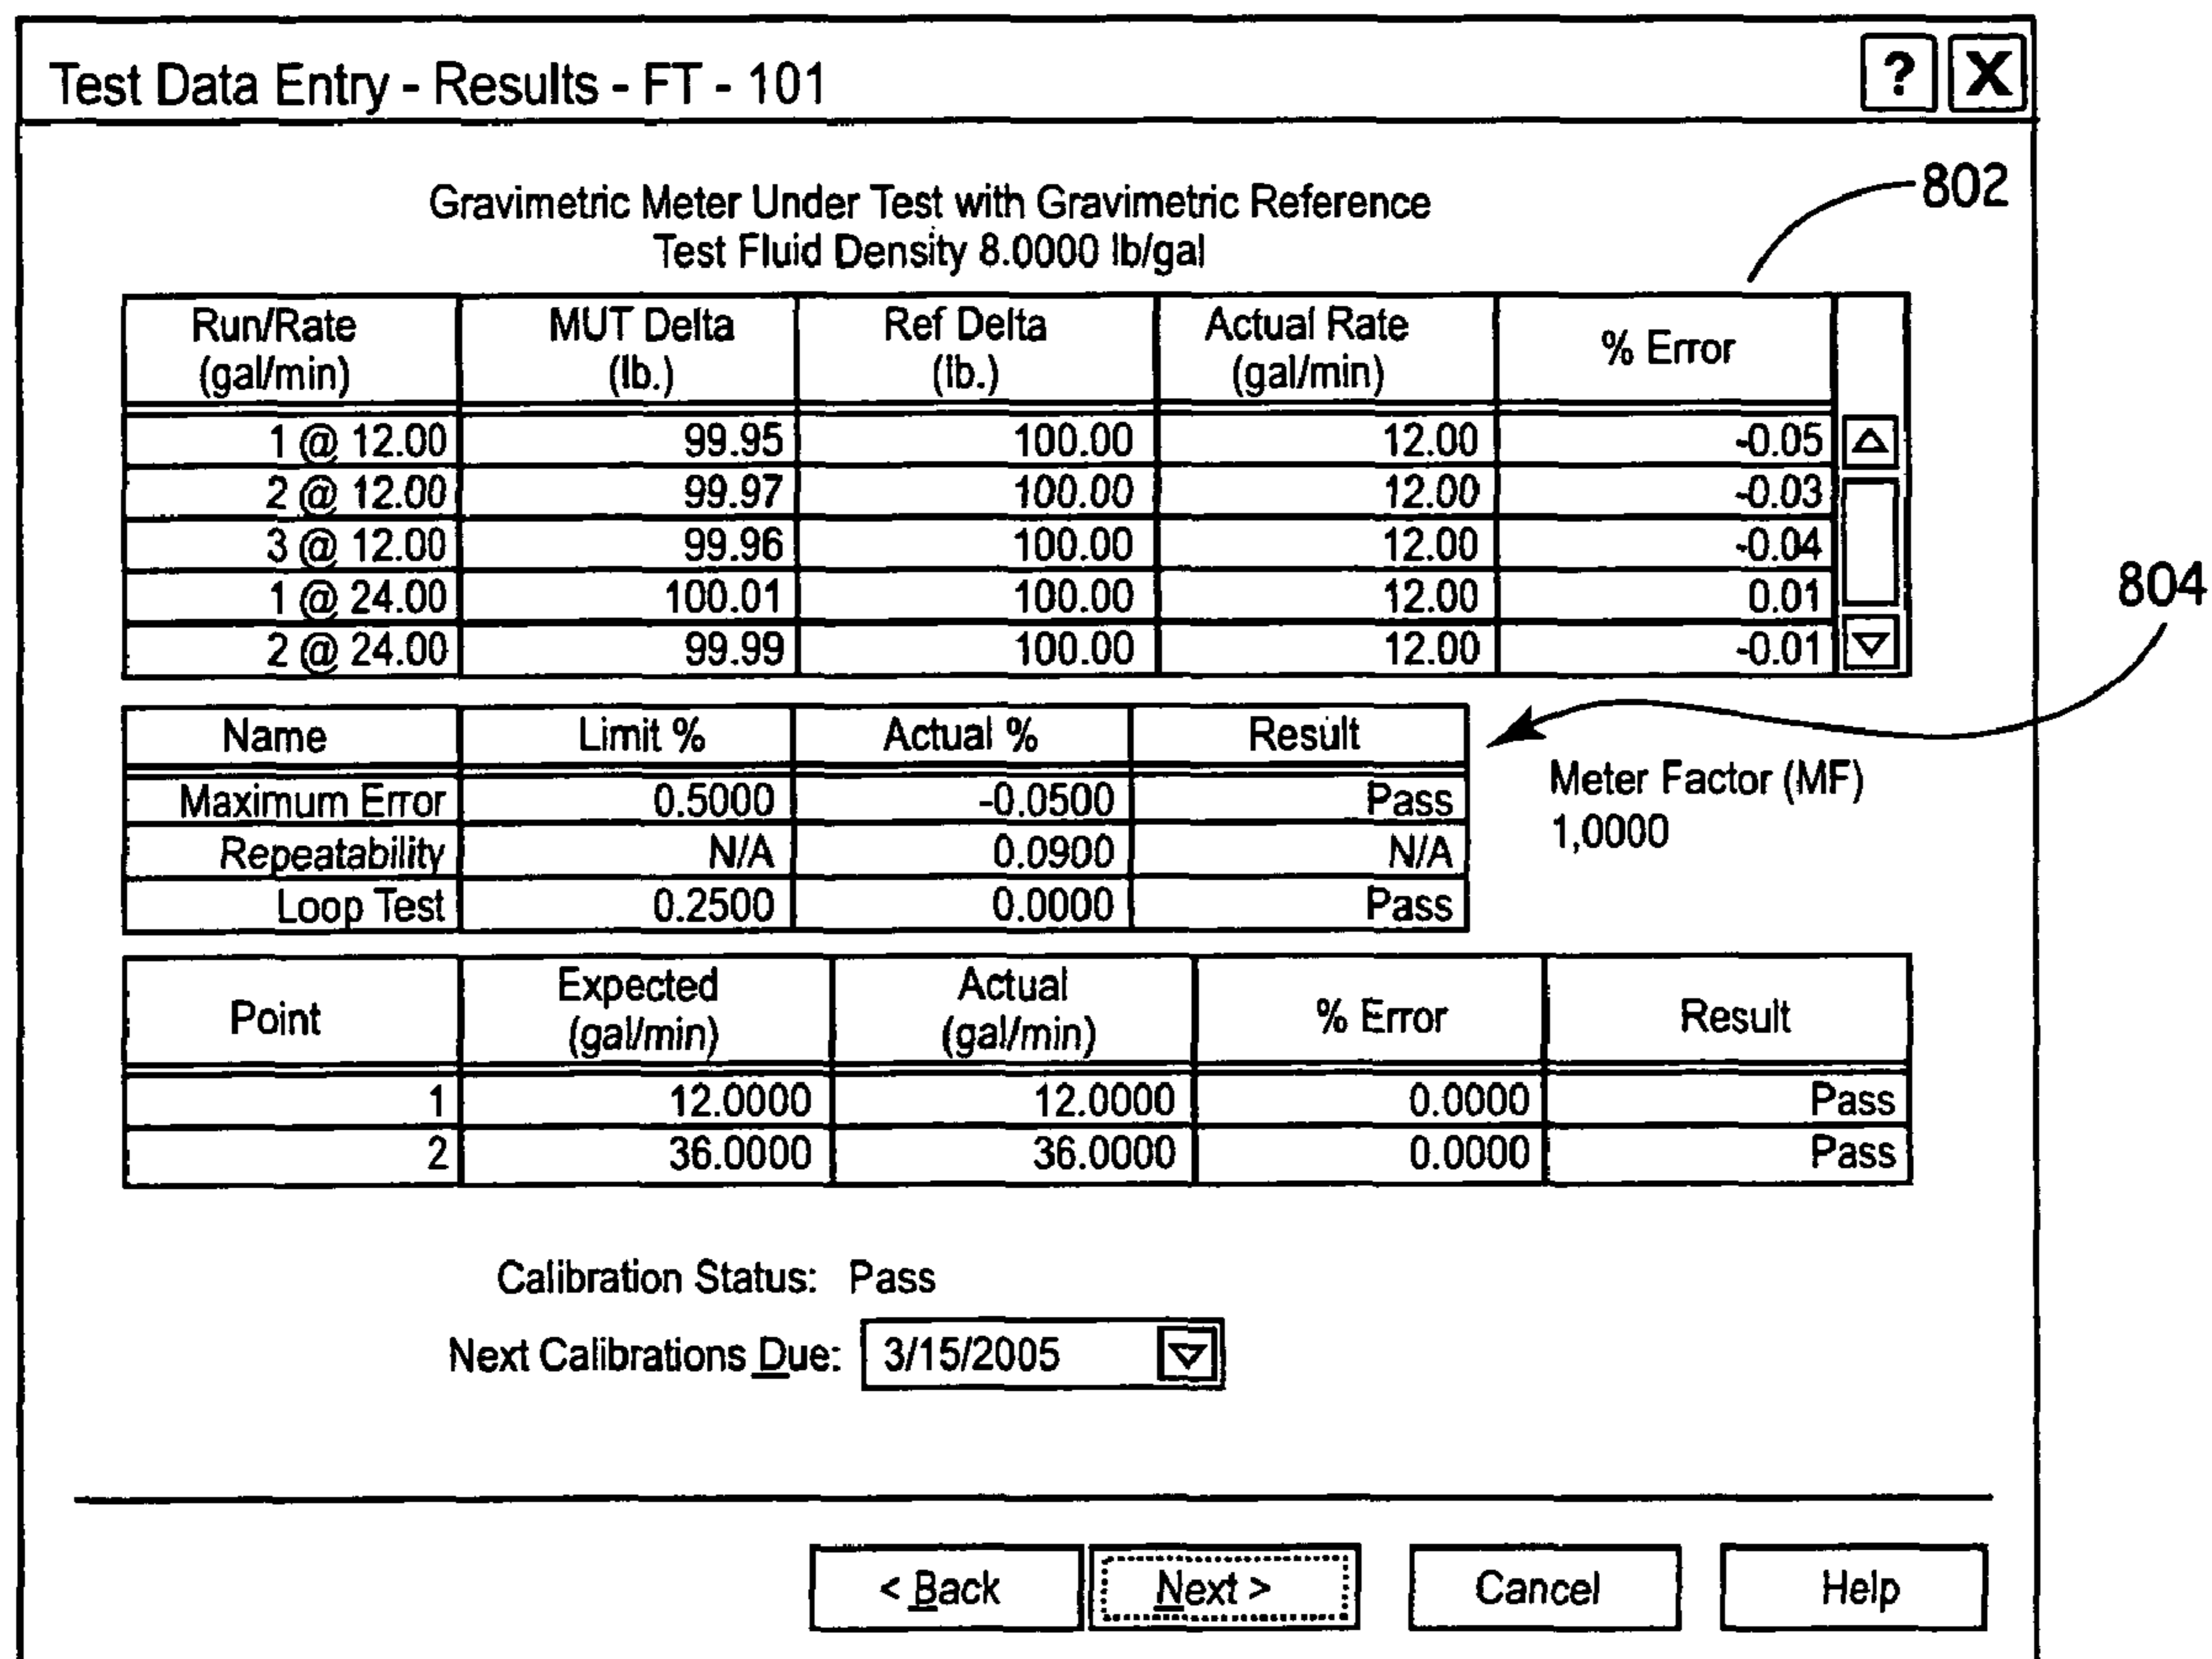 Test Data Entry - Results - FT - 101 ? X
802
Gravimetric Meter Under Test with Gravimetric Reference
Test Fluid Density 8.0000 lb/gal
Run/Rate (gal/min) MUT Delta (lb.) Ref Delta (lb.) Actual Rate (gal/min) % Error
1 @ 12.00 99.95 100.00 12.00 -0.05
2 @ 12.00 99.97 100.00 12.00 -0.03
3 @ 12.00 99.96 100.00 12.00 -0.04
1 @ 24.00 100.01 100.00 12.00 0.01
2 @ 24.00 99.99 100.00 12.00 -0.01
804
Name Limit % Actual % Result
Maximum Error 0.5000 -0.0500 Pass
Repeatability N/A 0.0900 N/A
Loop Test 0.2500 0.0000 Pass
Meter Factor (MF)
1,0000
Point Expected (gal/min) Actual (gal/min) % Error Result
1 12.0000 12.0000 0.0000 Pass
2 36.0000 36.0000 0.0000 Pass
Calibration Status: Pass
Next Calibrations Due: 3/15/2005
< Back Next > Cancel Help